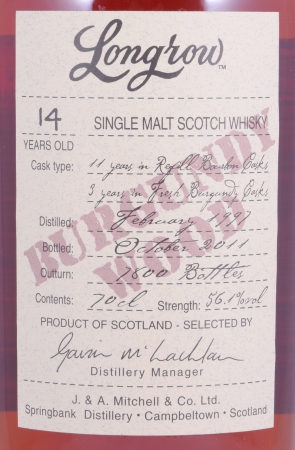 Longrow™
14 SINGLE MALT SCOTCH WHISKY
YEARS OLD
Cask type: 11 years in Refill Bourbon Casks
3 years in Fresh Burgundy Casks
BURGUNDY
WOOD
Distilled: February 1997
Bottled: October 2011
Outturn: 7800 Bottles
Contents: 70cl Strength: 56.1%vol
PRODUCT OF SCOTLAND - SELECTED BY
Gavin McLachlan
Distillery Manager
J. & A. Mitchell & Co. Ltd.
Springbank Distillery • Campbeltown • Scotland